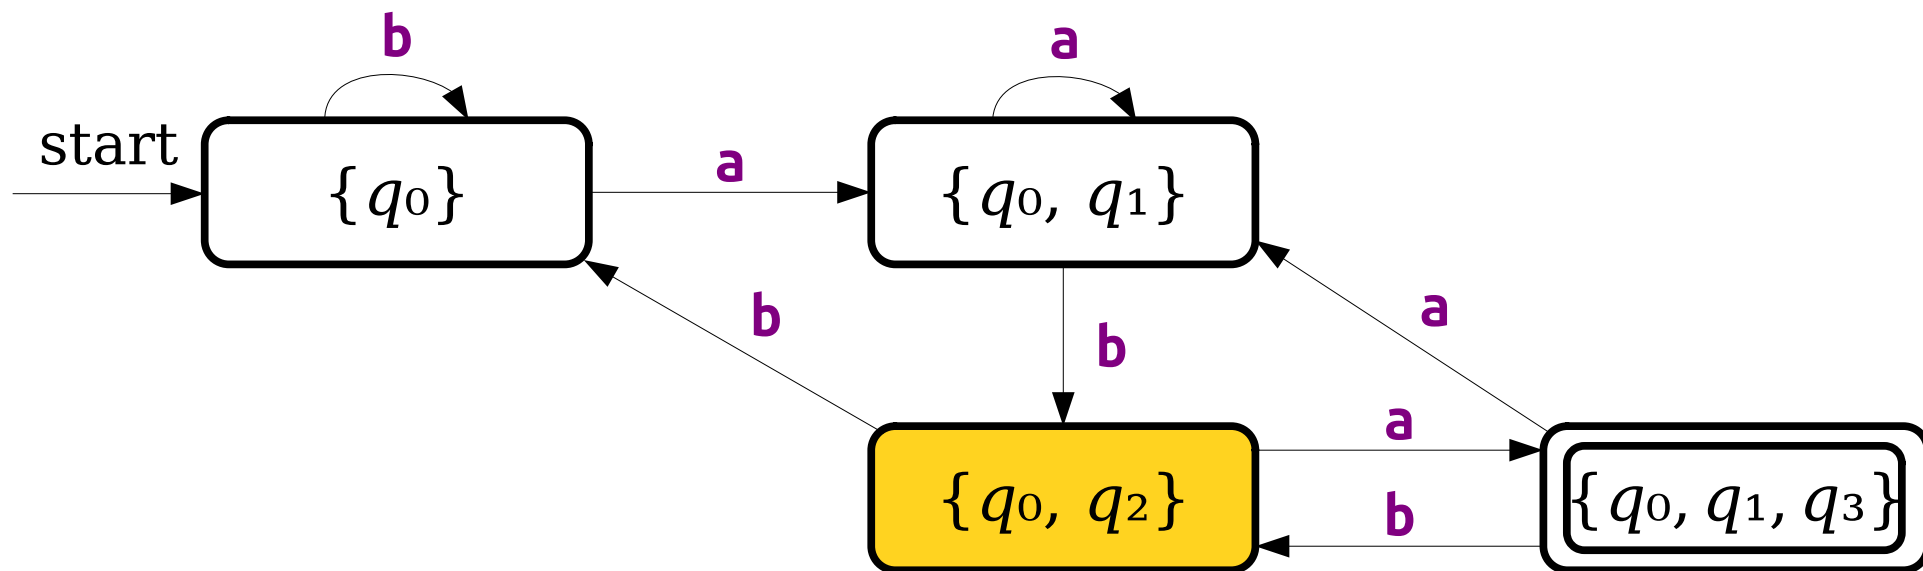 b
a
start
{q₀}
a
{q₀, q₁}
b
b
a
{q₀, q₂}
a
b
{q₀, q₁, q₃}